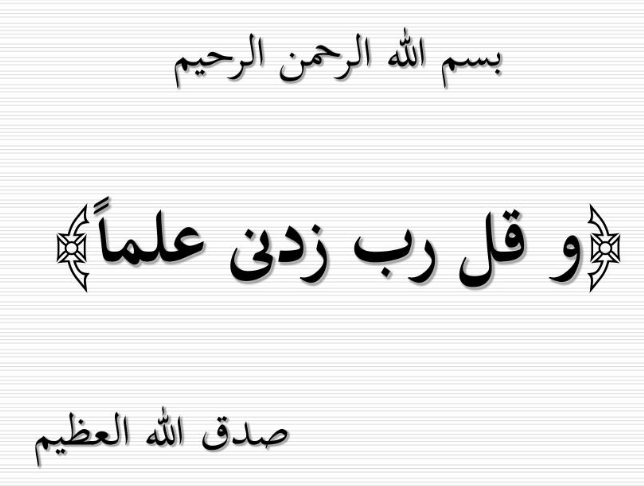 بسم الله الرحمن الرحيم
﴿و قل رب زدنى علماً﴾
صدق الله العظيم